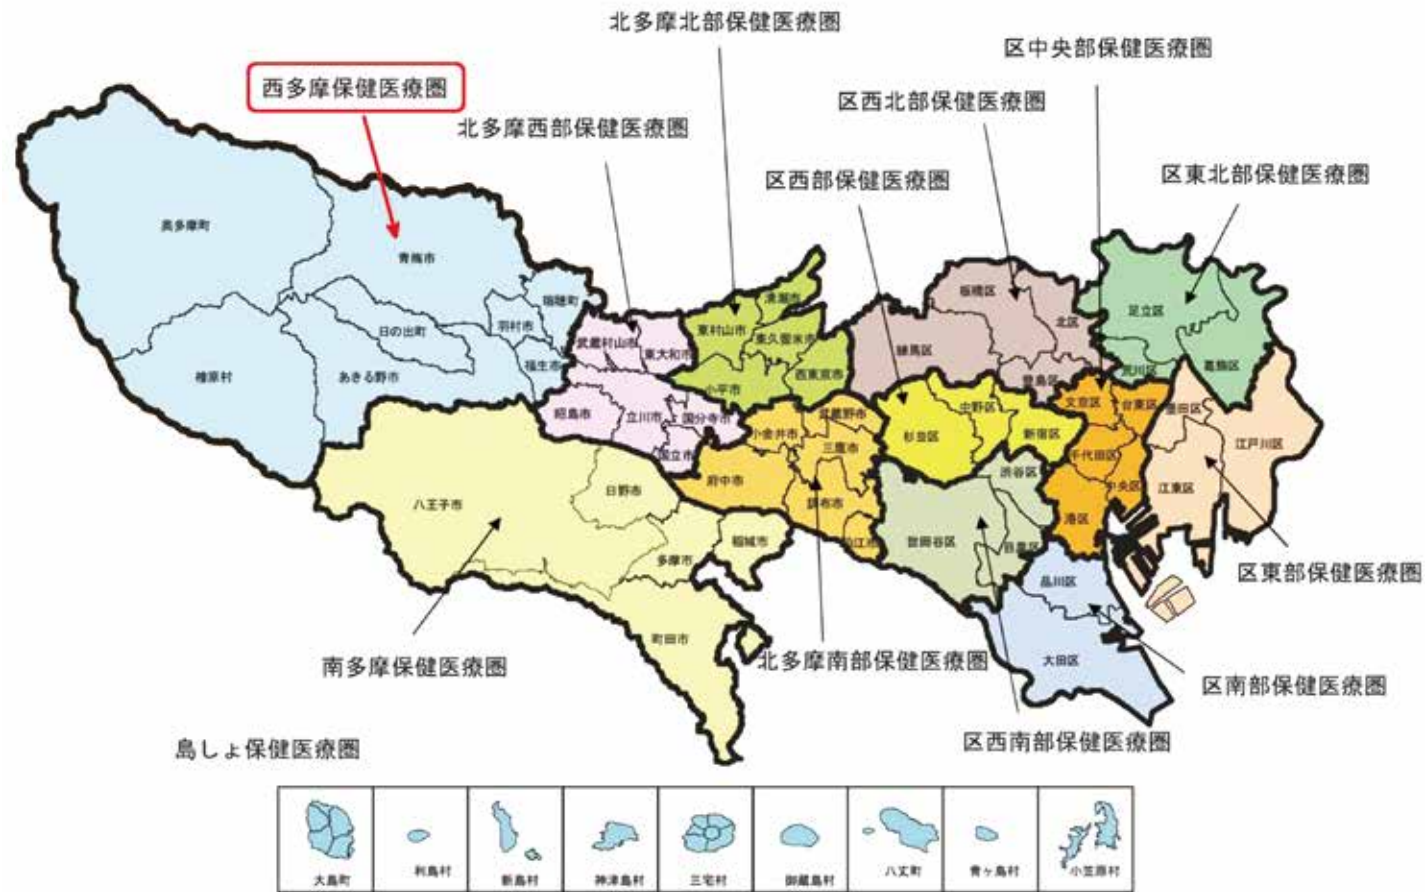 北多摩北部保健医療圏
区中央部保健医療圏
西多摩保健医療圏
区西北部保健医療圏
北多摩西部保健医療圏
区西部保健医療圏
区東北部保健医療圏
奥多摩町
青梅市
瑞穂町
羽村市
日の出町
福生市
檜原村
あきる野市
武蔵村山市
東大和市
昭島市
立川市
国分寺市
国立市
清瀬市
東村山市
東久留米市
西東京市
小平市
板橋区
北区
練馬区
豊島区
足立区
荒川区
葛飾区
杉並区
中野区
新宿区
文京区
台東区
千代田区
中央区
港区
墨田区
江東区
江戸川区
小金井市
武蔵野市
三鷹市
府中市
調布市
狛江市
渋谷区
世田谷区
目黒区
品川区
大田区
八王子市
日野市
多摩市
稲城市
町田市
区東部保健医療圏
南多摩保健医療圏
北多摩南部保健医療圏
区南部保健医療圏
区西南部保健医療圏
島しょ保健医療圏
大島町
利島村
新島村
神津島村
三宅村
御蔵島村
八丈町
青ヶ島村
小笠原村